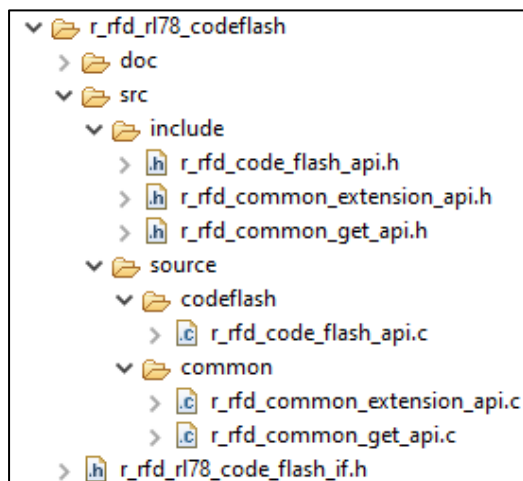 r_rfd_rl78_codeflash
doc
src
include
.h r_rfd_code_flash_api.h
.h r_rfd_common_extension_api.h
.h r_rfd_common_get_api.h
source
codeflash
.c r_rfd_code_flash_api.c
common
.c r_rfd_common_extension_api.c
.c r_rfd_common_get_api.c
.h r_rfd_rl78_code_flash_if.h